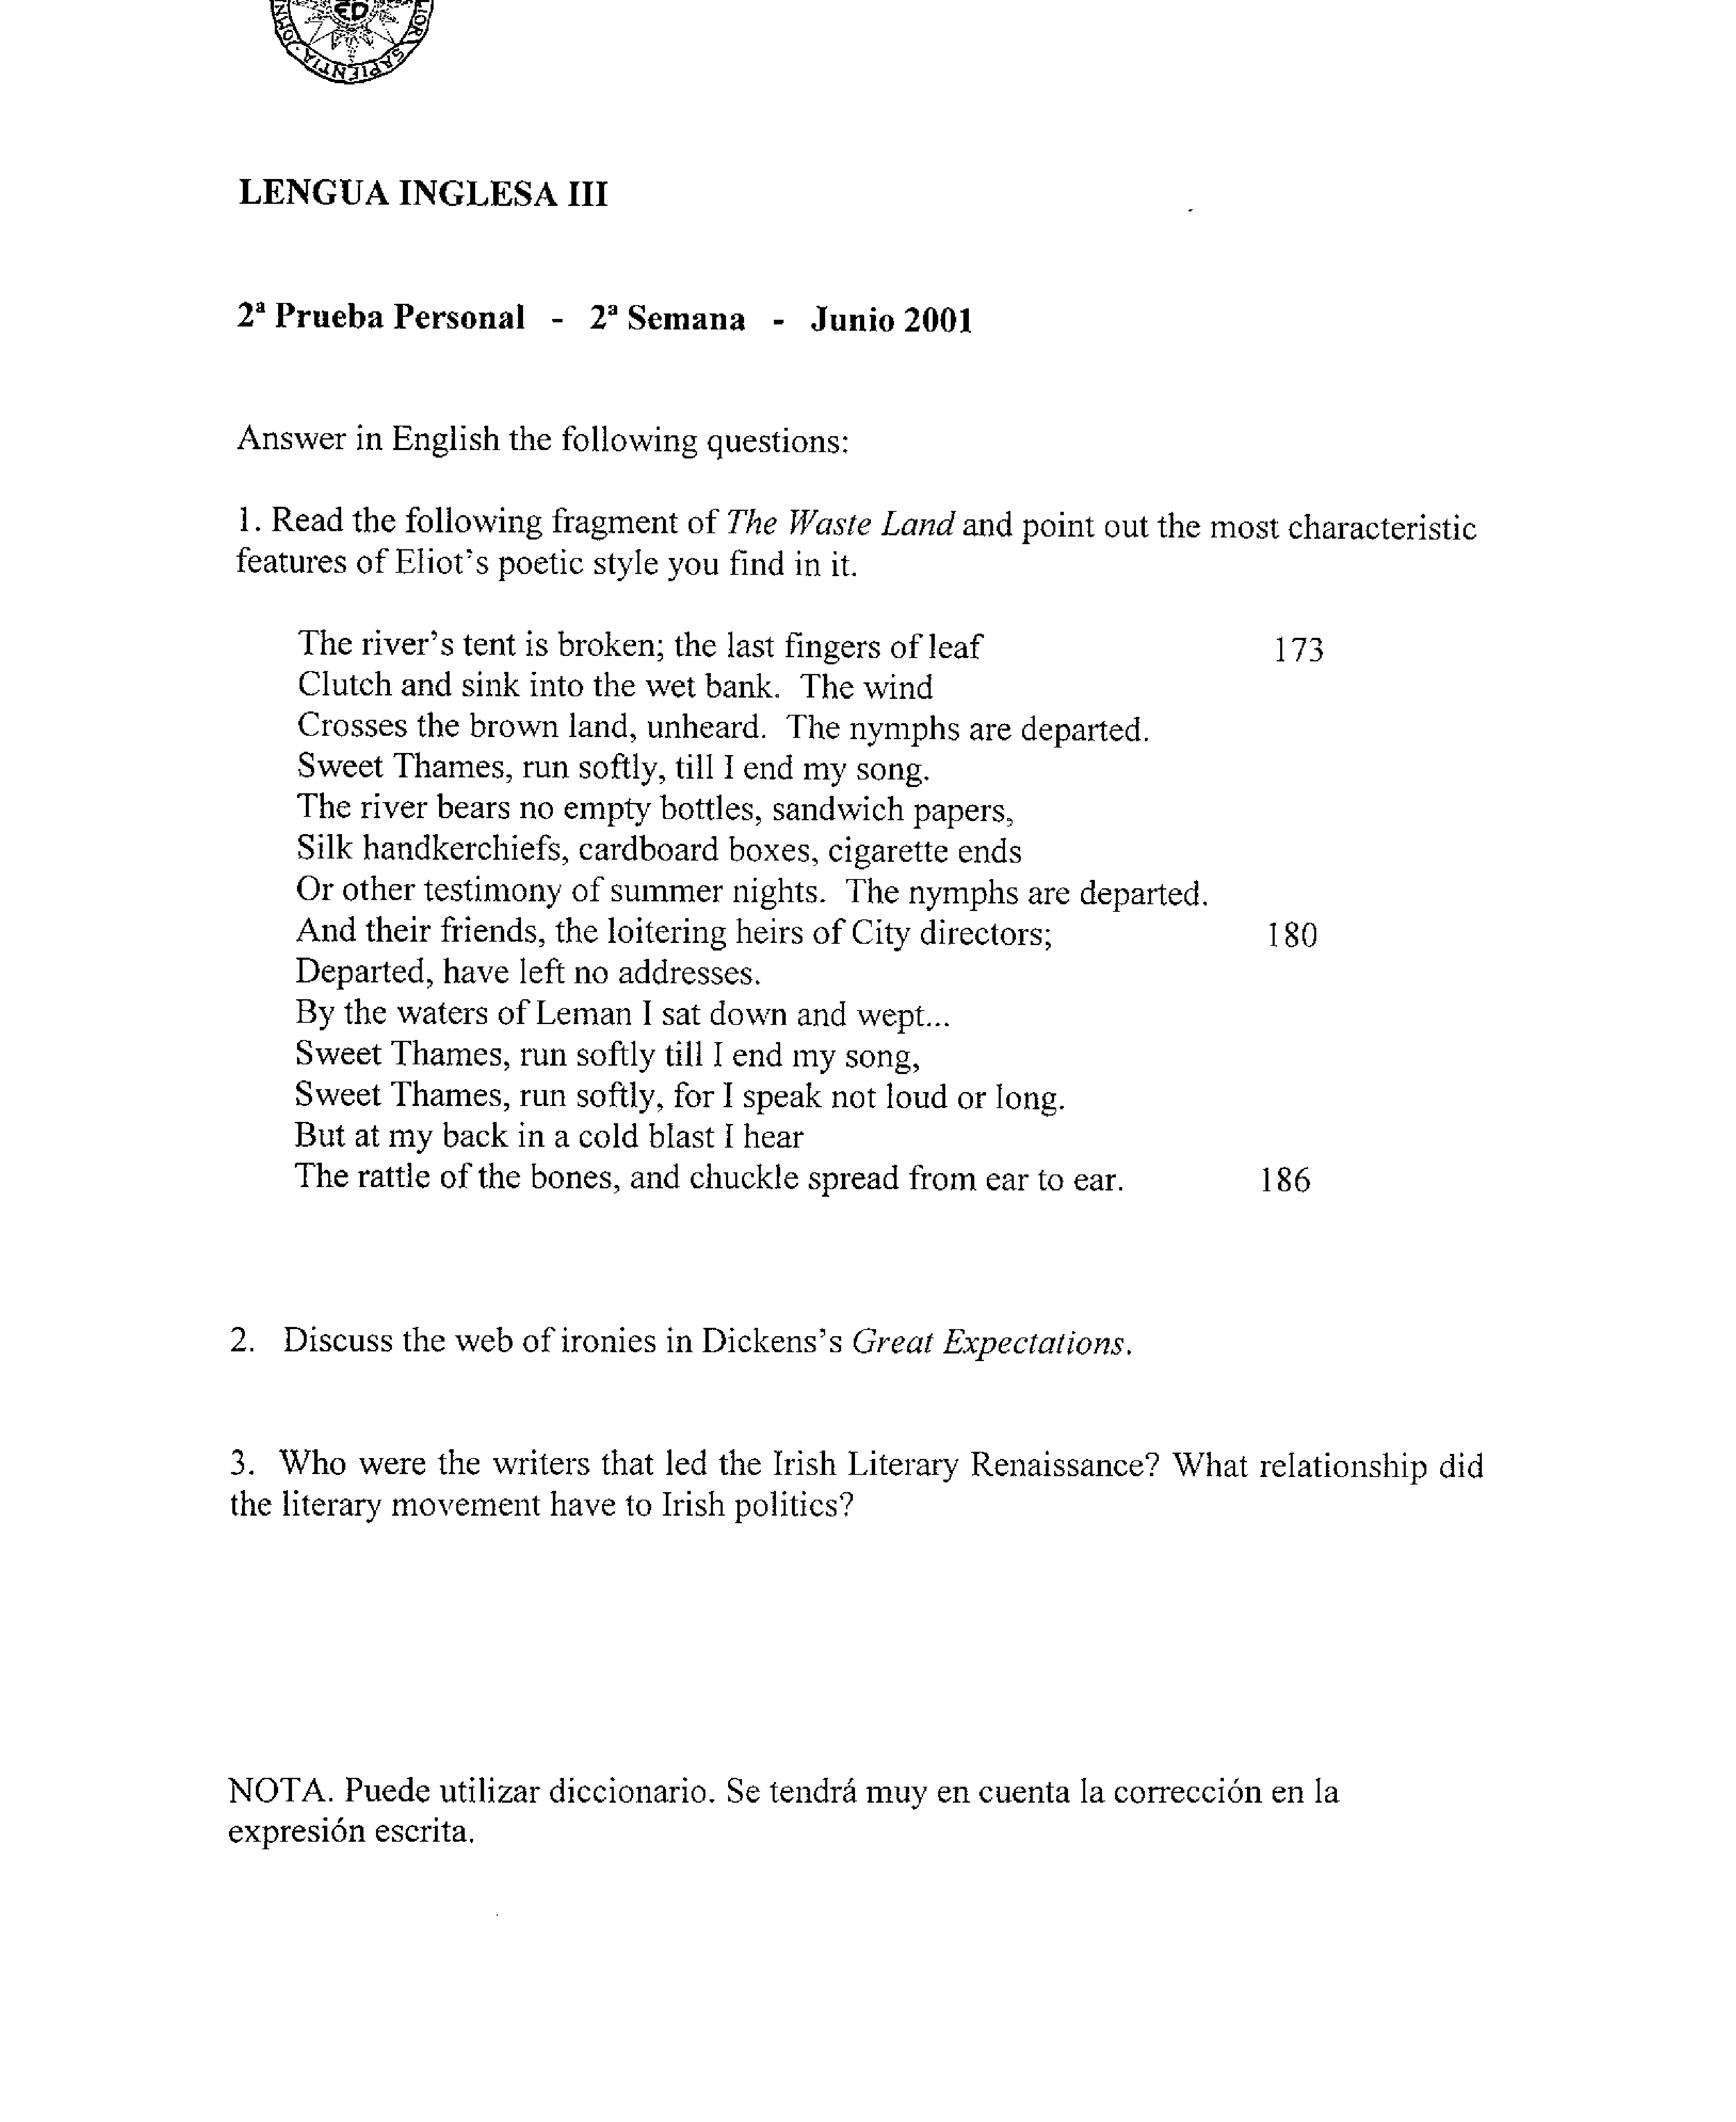 ED
OMNI
LIOR SAPIENTIA
LENGUA INGLESA III
2ª Prueba Personal - 2ª Semana - Junio 2001
Answer in English the following questions:
1. Read the following fragment of The Waste Land and point out the most characteristic
features of Eliot's poetic style you find in it.
The river's tent is broken; the last fingers of leaf 173
Clutch and sink into the wet bank. The wind
Crosses the brown land, unheard. The nymphs are departed.
Sweet Thames, run softly, till I end my song.
The river bears no empty bottles, sandwich papers,
Silk handkerchiefs, cardboard boxes, cigarette ends
Or other testimony of summer nights. The nymphs are departed.
And their friends, the loitering heirs of City directors; 180
Departed, have left no addresses.
By the waters of Leman I sat down and wept...
Sweet Thames, run softly till I end my song,
Sweet Thames, run softly, for I speak not loud or long.
But at my back in a cold blast I hear
The rattle of the bones, and chuckle spread from ear to ear. 186
2. Discuss the web of ironies in Dickens's Great Expectations.
3. Who were the writers that led the Irish Literary Renaissance? What relationship did
the literary movement have to Irish politics?
NOTA. Puede utilizar diccionario. Se tendrá muy en cuenta la corrección en la
expresión escrita.